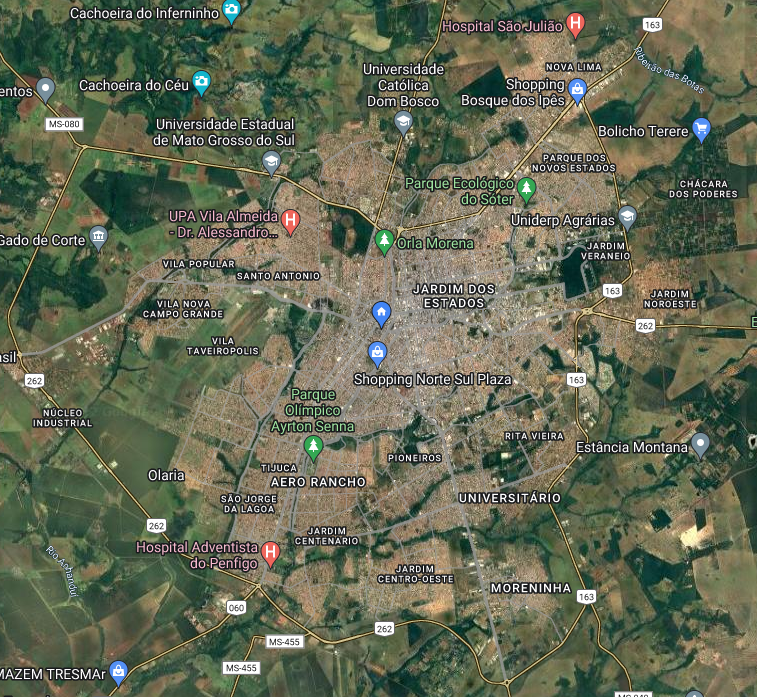 Cachoeira do Inferninho
Hospital São Julião
163
Ribeirão das Botas
NOVA LIMA
Universidade
Católica
Dom Bosco
Cachoeira do Céu
Shopping
Bosque dos Ipês
entos
MS-080
Universidade Estadual
de Mato Grosso do Sul
Bolicho Terere
PARQUE DOS
NOVOS ESTADOS
Parque Ecológico
do Sóter
CHÁCARA
DOS PODERES
UPA Vila Almeida
- Dr. Alessandro...
Uniderp Agrárias
Gado de Corte
Orla Morena
JARDIM
VERANEIO
VILA POPULAR
SANTO ANTONIO
JARDIM DOS
ESTADOS
163
JARDIM
NOROESTE
VILA NOVA
CAMPO GRANDE
262
E
VILA
TAVEIROPOLIS
asil
262
Shopping Norte Sul Plaza
163
Parque
Olímpico
Ayrton Senna
NÚCLEO
INDUSTRIAL
RITA VIEIRA
Estância Montana
PIONEIROS
TIJUCA
Olaria
AERO RANCHO
SÃO JORGE
DA LAGOA
UNIVERSITÁRIO
262
JARDIM
CENTENÁRIO
Hospital Adventista
do Penfigo
Rio Anhanduí
JARDIM
CENTRO-OESTE
MORENINHA
163
060
262
MS-455
MS-455
MAZEM TRESMAr